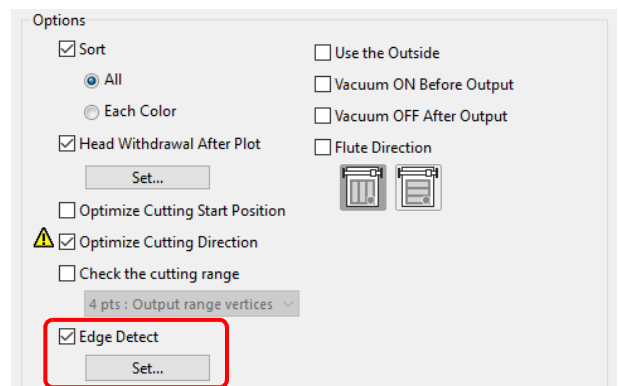 Options
Sort
All
Each Color
Head Withdrawal After Plot
Set...
Optimize Cutting Start Position
Optimize Cutting Direction
Check the cutting range
4 pts : Output range vertices
Edge Detect
Set...
Use the Outside
Vacuum ON Before Output
Vacuum OFF After Output
Flute Direction